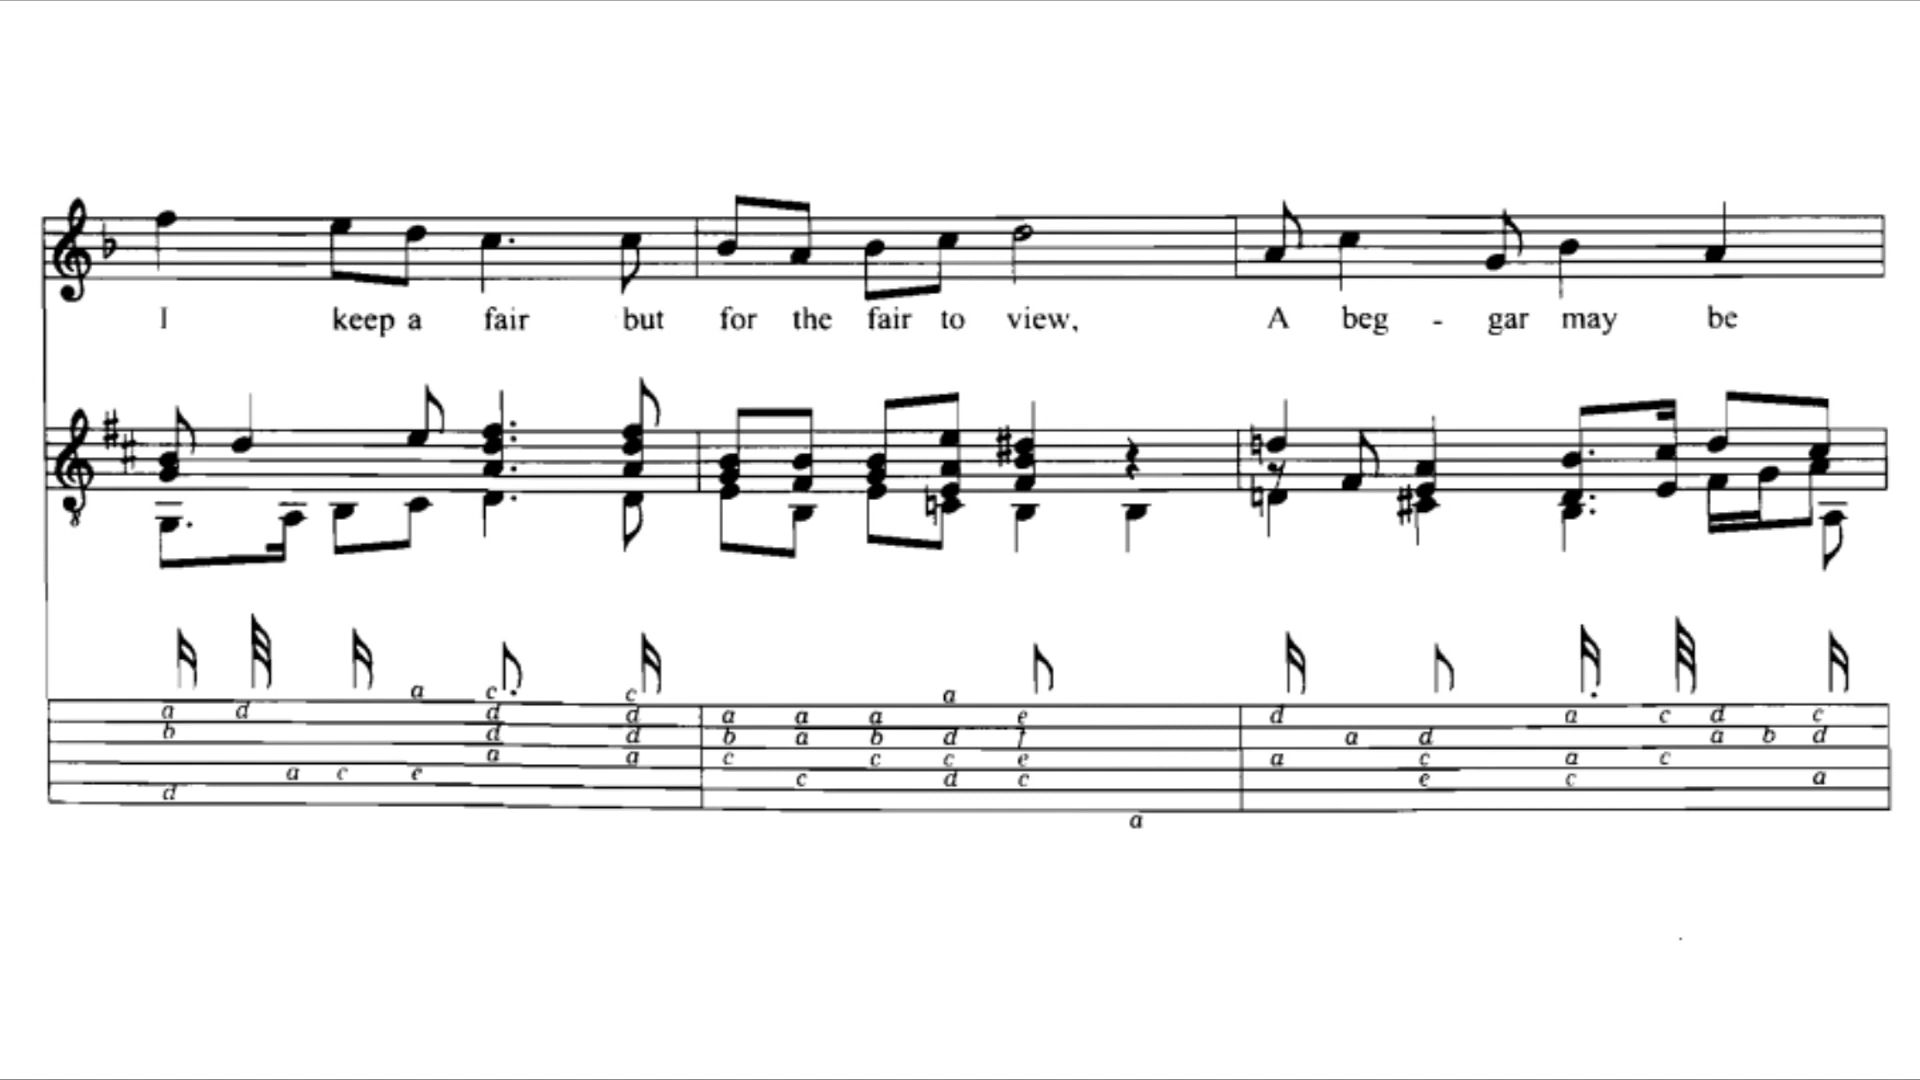 I keep a fair but for the fair to view, A beg - gar may be
a c c a
a d d d a a a e d a c d c
b d d b a b d f a d a b d
a a c c c e a c a c
a c e c d c e c a
d
a